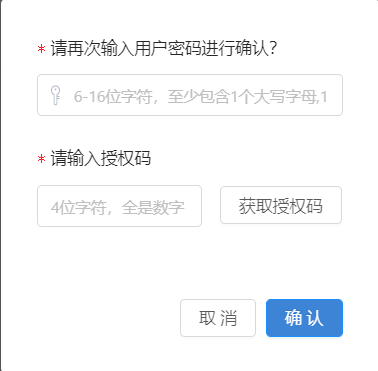 * 请再次输入用户密码进行确认？
6-16位字符，至少包含1个大写字母,1
* 请输入授权码
4位字符，全是数字
获取授权码
取 消
确 认